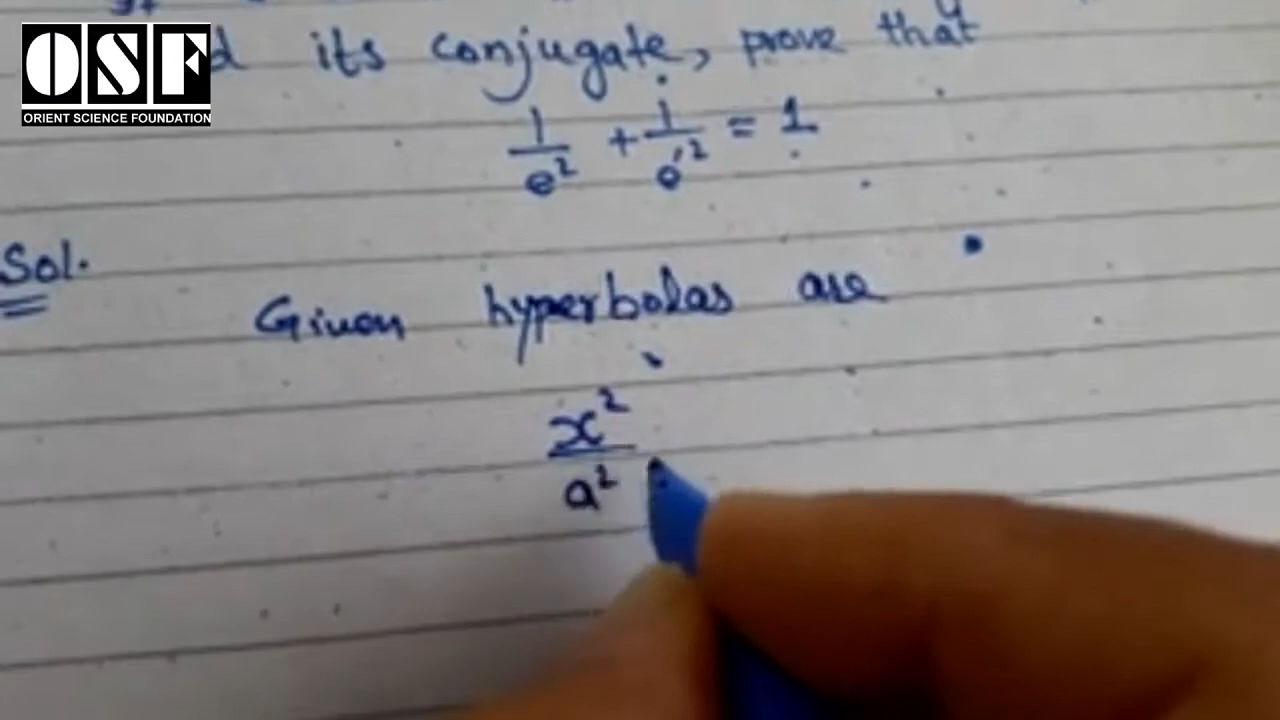 OSF
ORIENT SCIENCE FOUNDATION
its conjugate, prove that
1/e² + 1/e'² = 1
Sol.
Given hyperbolas are
x²/a²